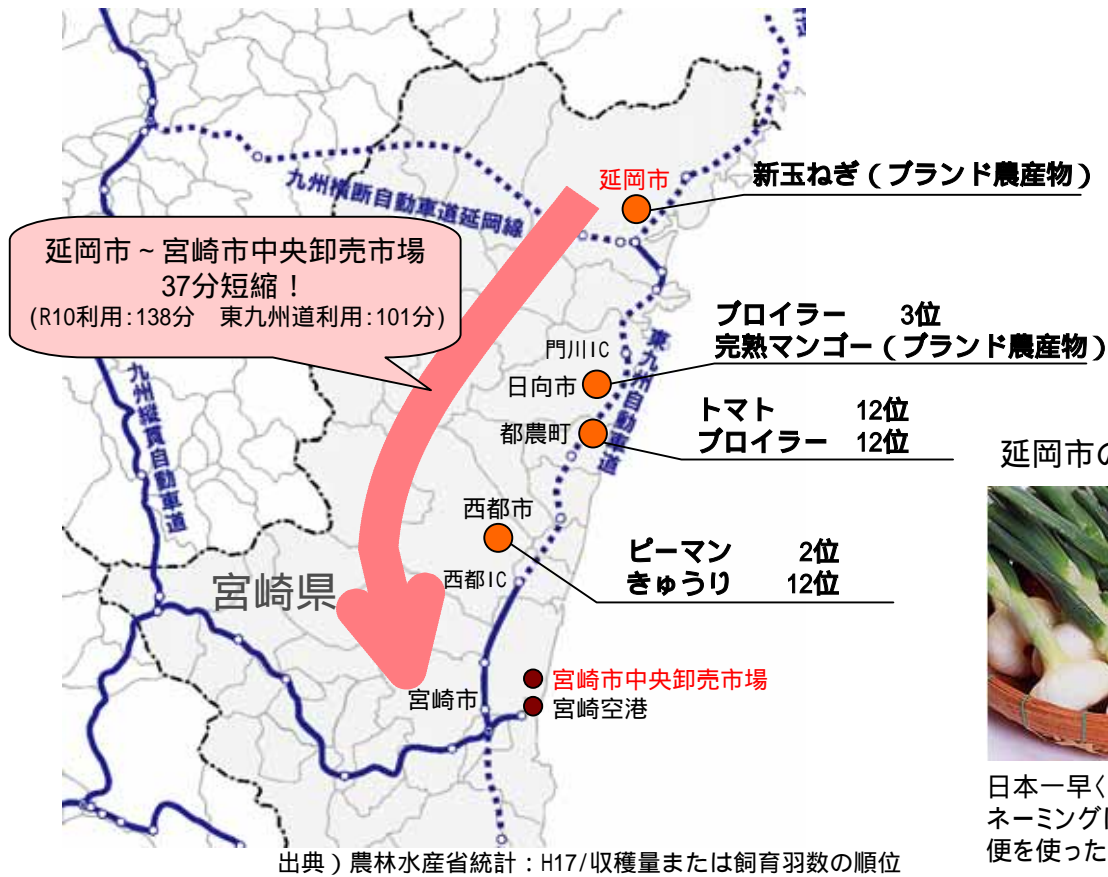 延岡市
新玉ねぎ（ブランド農産物）
九州横断自動車道延岡線
延岡市～宮崎市中央卸売市場
37分短縮！
(R10利用:138分　東九州道利用:101分)
ブロイラー　3位
完熟マンゴー（ブランド農産物）
門川IC
日向市
東九州自動車道
九州縦貫自動車道
トマト　12位
ブロイラー　12位
都農町
延岡市の
西都市
ピーマン　2位
きゅうり　12位
西都IC
宮崎県
宮崎市中央卸売市場
宮崎市
宮崎空港
日本一早く
ネーミング
便を使った
出典）農林水産省統計：H17/収穫量または飼育羽数の順位